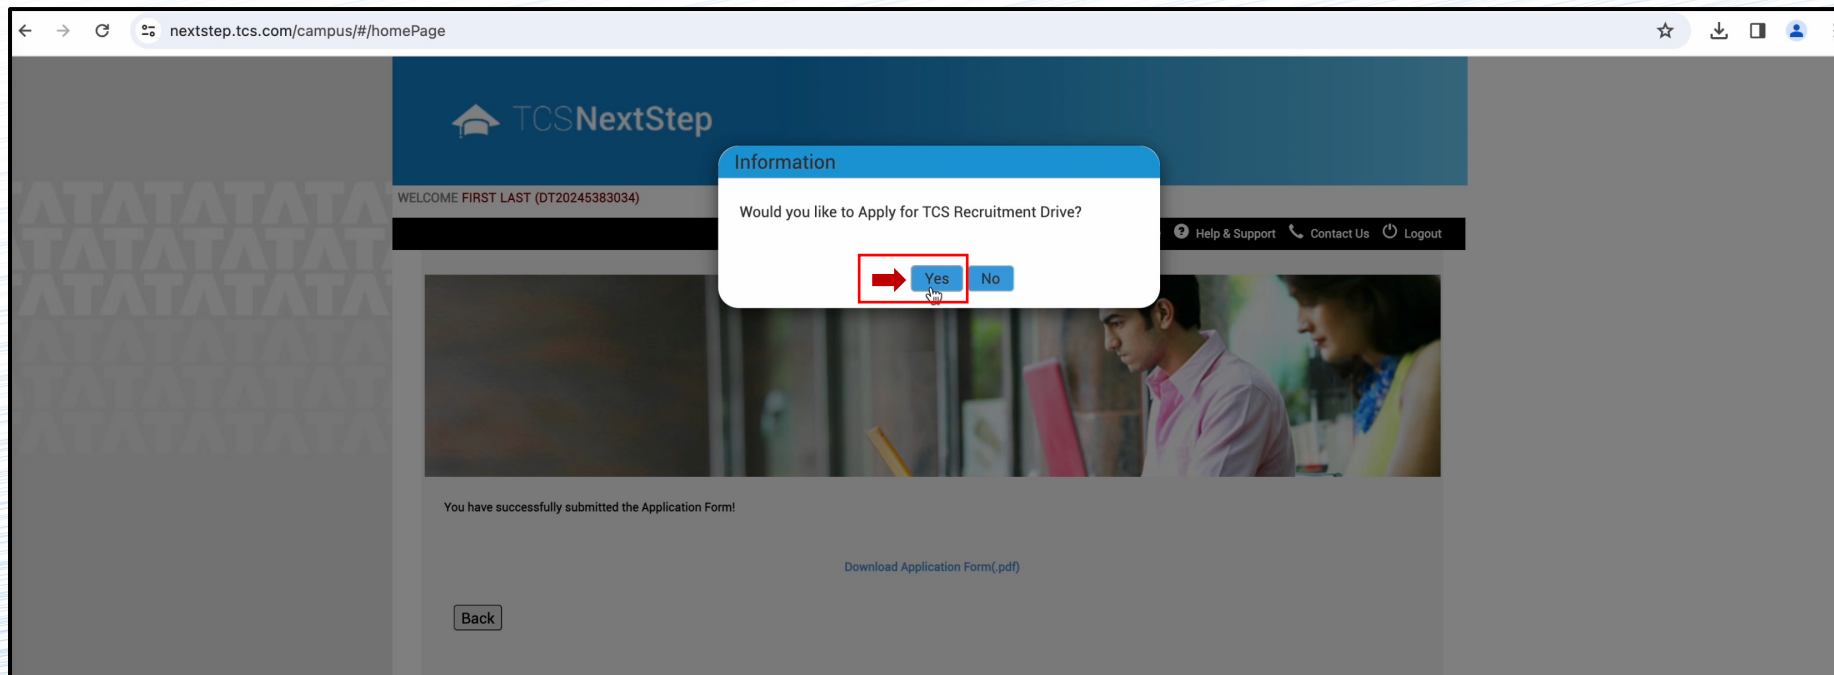 nextstep.tcs.com/campus/#/homePage
TCSNextStep
Information
WELCOME FIRST LAST (DT20245383034)
Would you like to Apply for TCS Recruitment Drive?
Help & Support Contact Us Logout
Yes No
You have successfully submitted the Application Form!
Download Application Form(.pdf)
Back